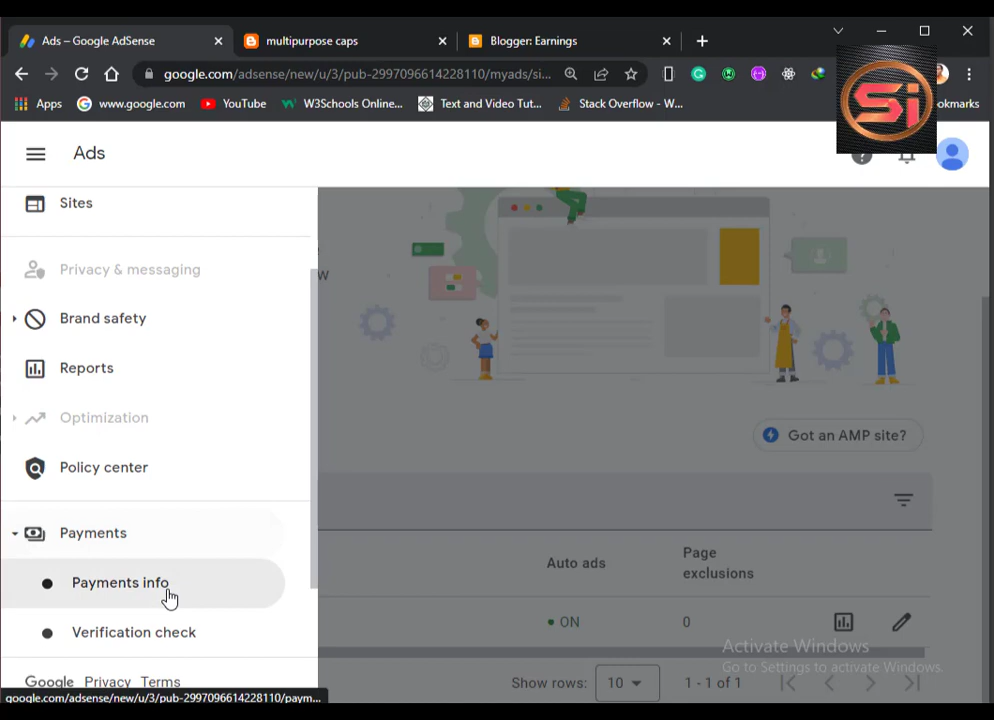 Ads – Google AdSense
multipurpose caps
Blogger: Earnings
google.com/adsense/new/u/3/pub-2997096614228110/myads/si...
Apps
www.google.com
YouTube
W3Schools Online...
Text and Video Tut...
Stack Overflow - W...
ookmarks
Si
Ads
Sites
w
Privacy & messaging
Brand safety
Reports
Optimization
Got an AMP site?
Policy center
Payments
Auto ads
Page exclusions
Payments info
ON
0
Verification check
Activate Windows
Go to Settings to activate Windows.
Google Privacy Terms
Show rows: 10
1 - 1 of 1
google.com/adsense/new/u/3/pub-2997096614228110/paym...